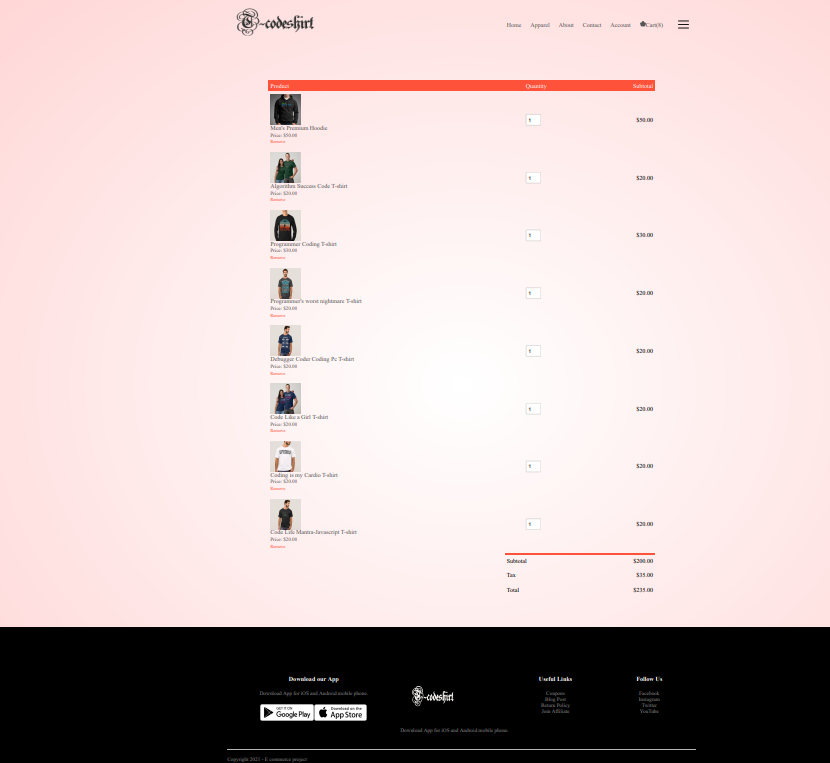 T-codeshirt
Home Apparel About Contact Account Cart(8)
Product Quantity Subtotal
Men's Premium Hoodie
Price: $50.00
Remove
1
$50.00
Algorithm Success Code T-shirt
Price: $20.00
Remove
1
$20.00
Programmer Coding T-shirt
Price: $30.00
Remove
1
$30.00
Programmer's worst nightmare T-shirt
Price: $20.00
Remove
1
$20.00
Debugger Coder Coding Pc T-shirt
Price: $20.00
Remove
1
$20.00
Code Like a Girl T-shirt
Price: $20.00
Remove
1
$20.00
Coding is my Cardio T-shirt
Price: $20.00
Remove
1
$20.00
Code Life Mantra-Javascript T-shirt
Price: $20.00
Remove
1
$20.00
Subtotal $200.00
Tax $35.00
Total $235.00
Download our App
Download App for iOS and Android mobile phone.
GET IT ON
Google Play
Download on the
App Store
T-codeshirt
Download App for iOS and Android mobile phone.
Useful Links
Coupons
Blog Post
Return Policy
Join Affiliate
Follow Us
Facebook
Instagram
Twitter
YouTube
Copyright 2021 - E commerce project